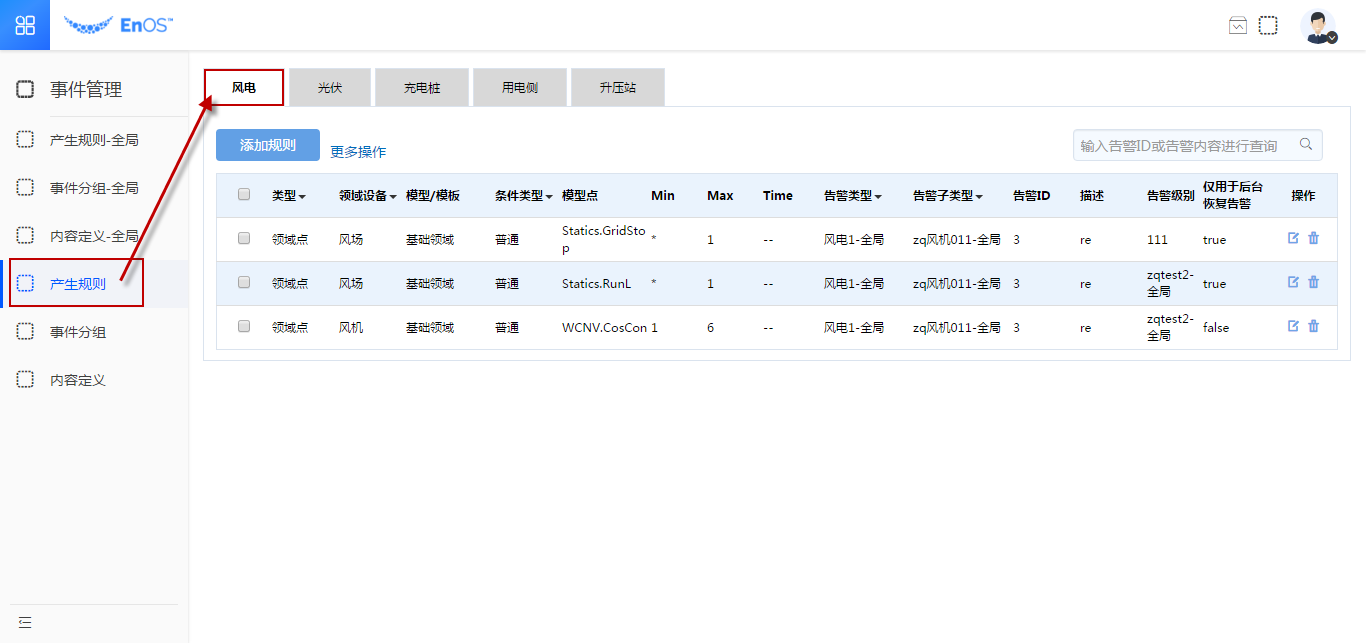 EnOS™
事件管理
产生规则-全局
事件分组-全局
内容定义-全局
产生规则
事件分组
内容定义
风电 光伏 充电桩 用电侧 升压站
添加规则 更多操作 输入告警ID或告警内容进行查询
类型 领域设备 模型/模板 条件类型 模型点 Min Max Time 告警类型 告警子类型 告警ID 描述 告警级别 仅用于后台恢复告警 操作
领域点 风场 基础领域 普通 Statics.GridStop * 1 -- 风电1-全局 zq风机011-全局 3 re 111 true
领域点 风场 基础领域 普通 Statics.RunL * 1 -- 风电1-全局 zq风机011-全局 3 re zqtest2-全局 true
领域点 风机 基础领域 普通 WCNV.CosCon 1 6 -- 风电1-全局 zq风机011-全局 3 re zqtest2-全局 false